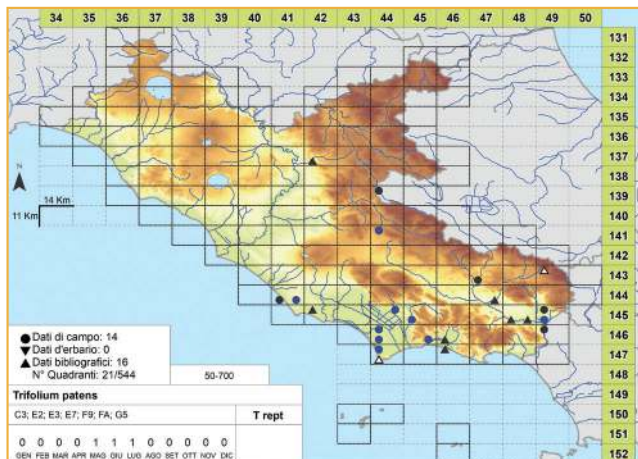 34 35 36 37 38 39 40 41 42 43 44 45 46 47 48 49 50
131
132
133
134
135
136
137
138
139
140
141
142
143
144
145
146
147
148
149
150
151
152
N
14 Km
11 Km
Dati di campo: 14
Dati d'erbario: 0
Dati bibliografici: 16
N° Quadranti: 21/544
50-700
Trifolium patens
C3; E2; E3; E7; F9; FA; G5
T rept
0 0 0 0 1 1 1 0 0 0 0 0
GEN FEB MAR APR MAG GIU LUG AGO SET OTT NOV DIC